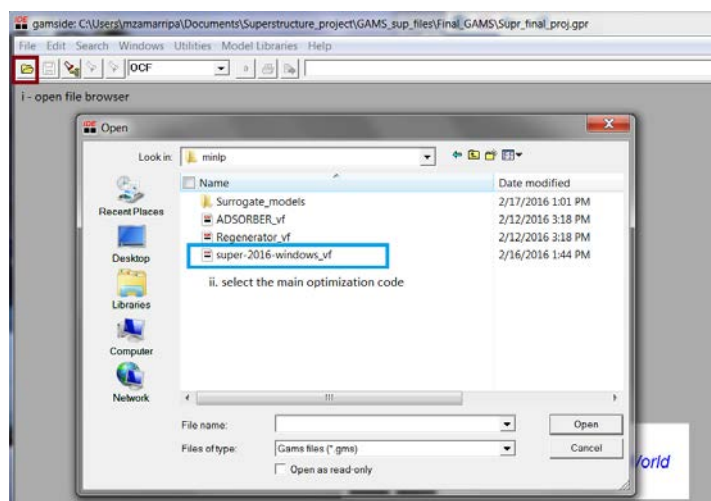 gamside: C:\Users\mzamarripa\Documents\Superstructure_project\GAMS_sup_files\Final_GAMS\Supr_final_proj.gpr
File Edit Search Windows Utilities Model Libraries Help
OCF
i - open file browser
Open
Look in: minlp
Name Date modified
Recent Places
Surrogate_models 2/17/2016 1:01 PM
ADSORBER_vf 2/12/2016 3:18 PM
Regenerator_vf 2/12/2016 3:18 PM
Desktop
super-2016-windows_vf 2/16/2016 1:44 PM
ii. select the main optimization code
Libraries
Computer
Network
File name: Open
Files of type: Gams files (*.gms) Cancel
Open as read-only
World